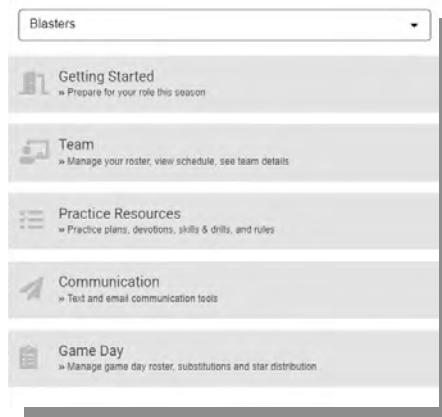 Blasters
Getting Started
» Prepare for your role this season
Team
» Manage your roster, view schedule, see team details
Practice Resources
» Practice plans, devotions, skills & drills, and rules
Communication
» Text and email communication tools
Game Day
» Manage game day roster, substitutions and star distribution